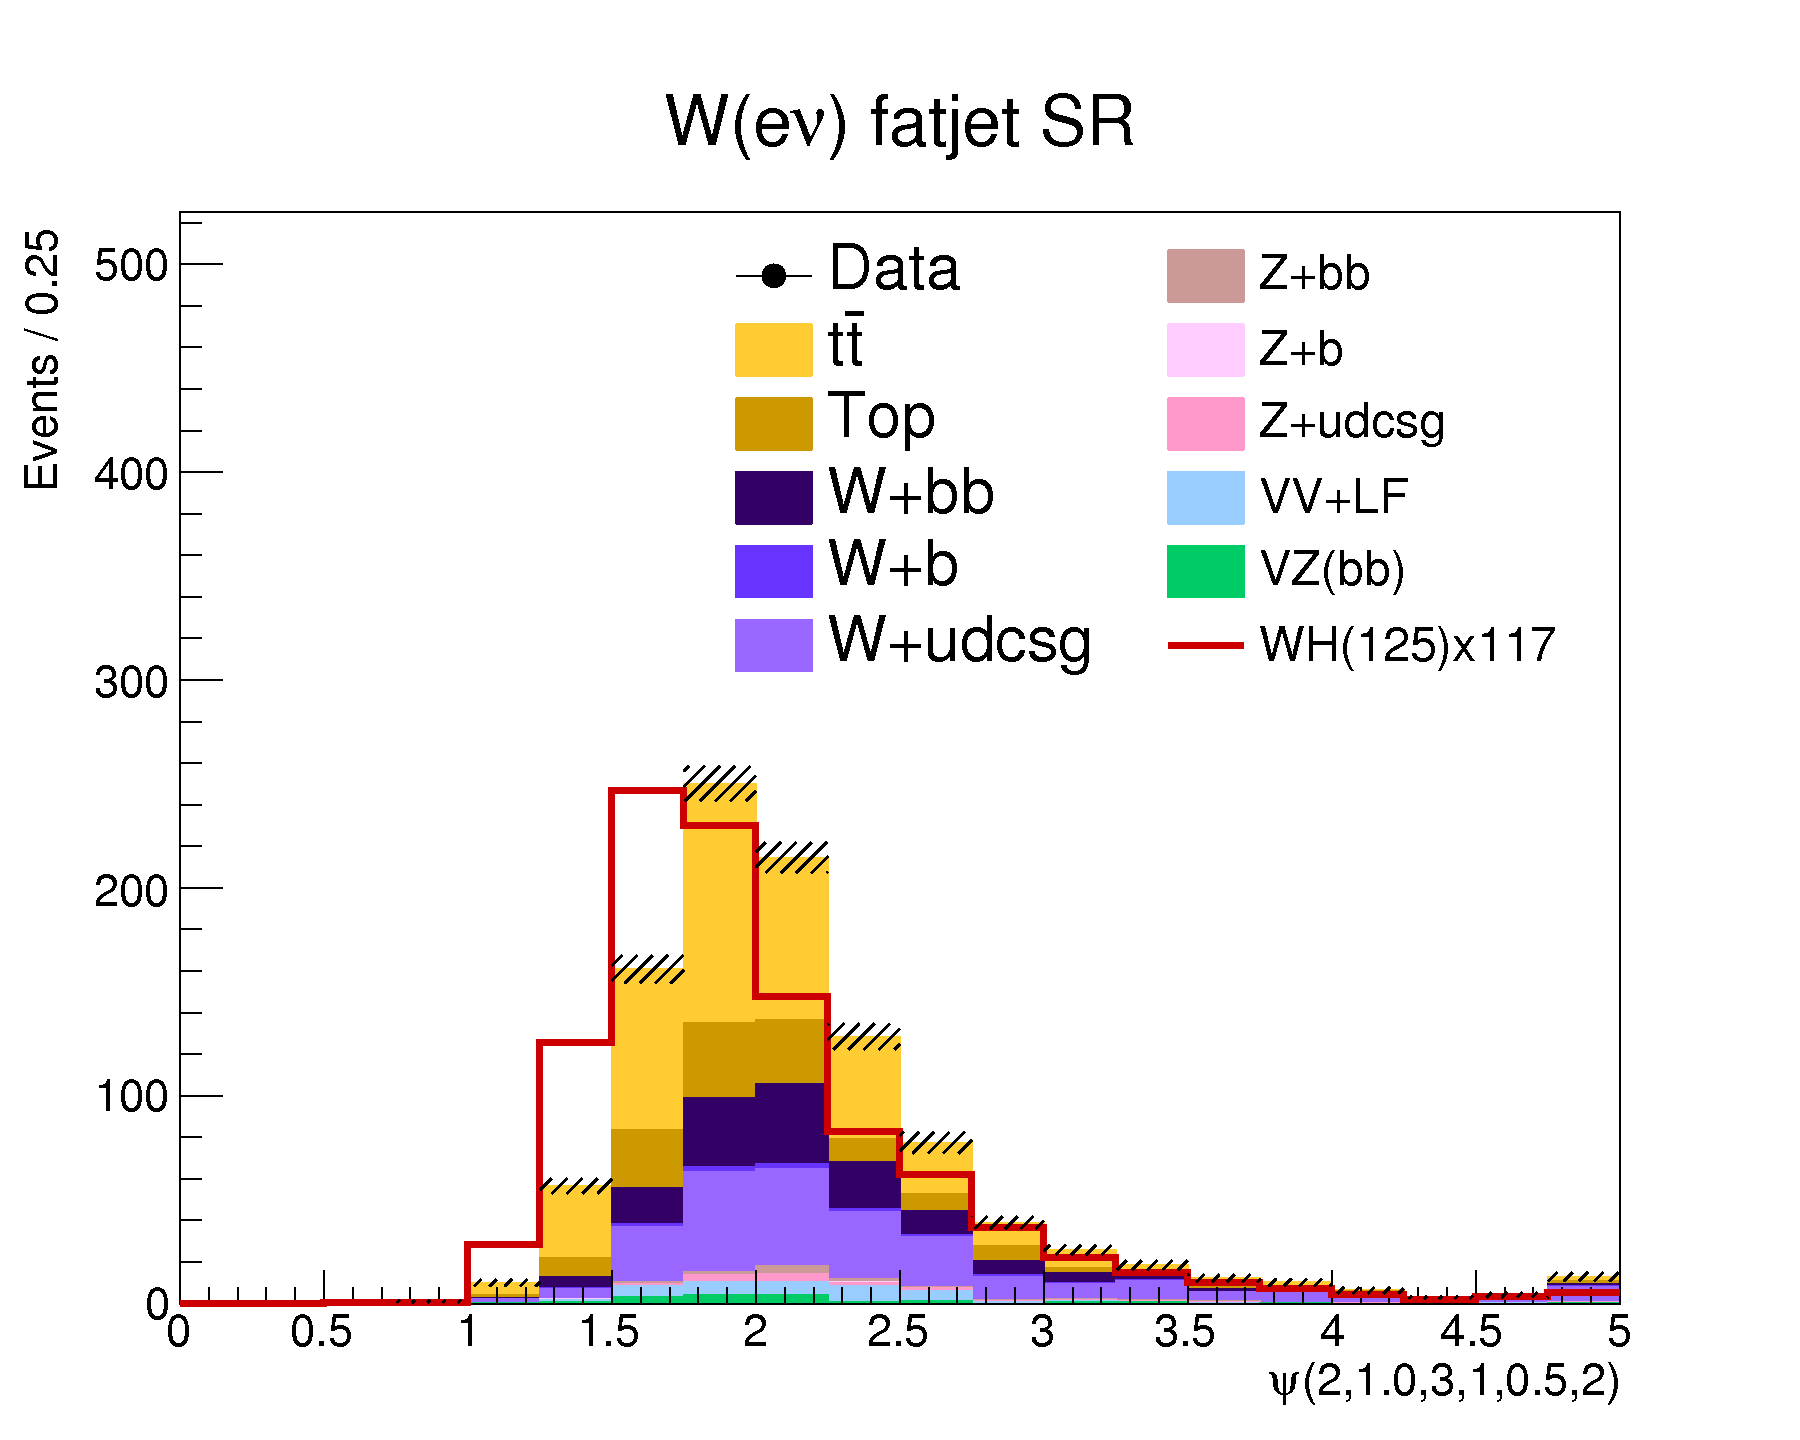 W(eν) fatjet SR
Events / 0.25
500
400
300
200
100
0
Data
tt̄
Top
W+bb
W+b
W+udcsg
Z+bb
Z+b
Z+udcsg
VV+LF
VZ(bb)
WH(125)x117
0 0.5 1 1.5 2 2.5 3 3.5 4 4.5 5
ψ(2,1.0,3,1,0.5,2)